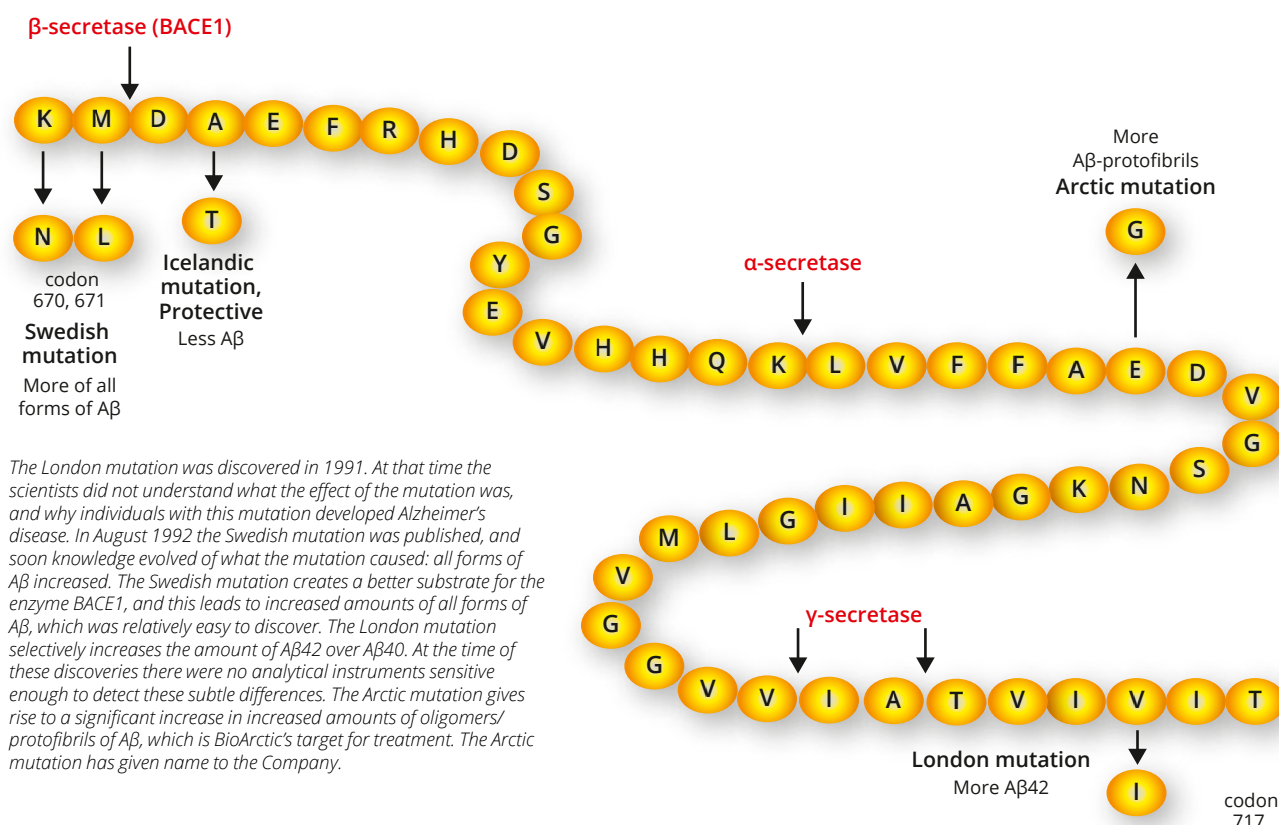 β-secretase (BACE1)
K M D A E F R H D
S
G
Y
E
V H H Q K L V F F A E D
V
G
S N K G A I I G L M
V
G
G
V V I A T V I V I T
N L
codon
670, 671
Swedish
mutation
More of all
forms of Aβ
T
Icelandic
mutation,
Protective
Less Aβ
α-secretase
More
Aβ-protofibrils
Arctic mutation
G
The London mutation was discovered in 1991. At that time the
scientists did not understand what the effect of the mutation was,
and why individuals with this mutation developed Alzheimer's
disease. In August 1992 the Swedish mutation was published, and
soon knowledge evolved of what the mutation caused: all forms of
Aβ increased. The Swedish mutation creates a better substrate for the
enzyme BACE1, and this leads to increased amounts of all forms of
Aβ, which was relatively easy to discover. The London mutation
selectively increases the amount of Aβ42 over Aβ40. At the time of
these discoveries there were no analytical instruments sensitive
enough to detect these subtle differences. The Arctic mutation gives
rise to a significant increase in increased amounts of oligomers/
protofibrils of Aβ, which is BioArctic's target for treatment. The Arctic
mutation has given name to the Company.
γ-secretase
London mutation
More Aβ42
I
codon
717